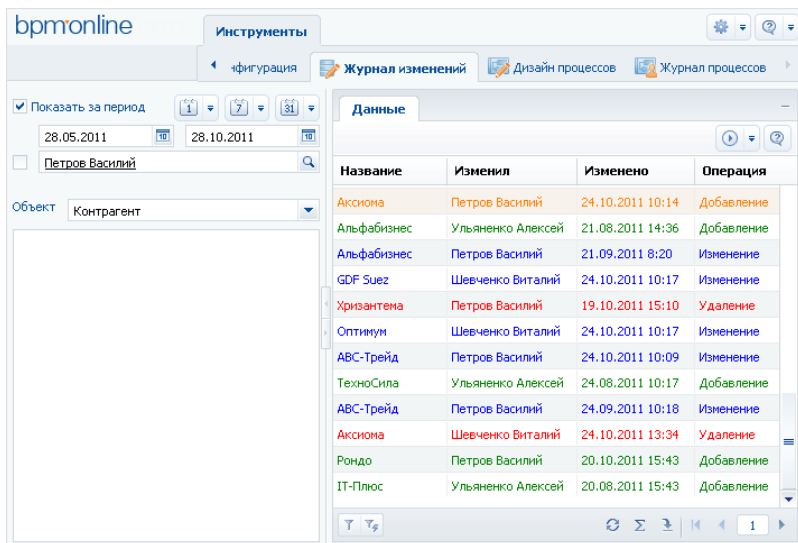 bpm'online
Инструменты
нфигурация Журнал изменений Дизайн процессов Журнал процессов
Показать за период 1 7 31
28.05.2011 10 28.10.2011 10
Петров Василий
Объект Контрагент
Данные
Название Изменил Изменено Операция
Аксиома Петров Василий 24.10.2011 10:14 Добавление
Альфабизнес Ульяненко Алексей 21.08.2011 14:36 Добавление
Альфабизнес Петров Василий 21.09.2011 8:20 Изменение
GDF Suez Шевченко Виталий 24.10.2011 10:17 Изменение
Хризантема Петров Василий 19.10.2011 15:10 Удаление
Оптимум Шевченко Виталий 24.10.2011 10:17 Изменение
АВС-Трейд Петров Василий 24.10.2011 10:09 Изменение
ТехноСила Ульяненко Алексей 24.08.2011 10:17 Добавление
АВС-Трейд Петров Василий 24.09.2011 10:18 Изменение
Аксиома Шевченко Виталий 24.10.2011 13:34 Удаление
Рондо Петров Василий 20.10.2011 15:43 Добавление
IT-Плюс Ульяненко Алексей 20.08.2011 15:43 Добавление
1